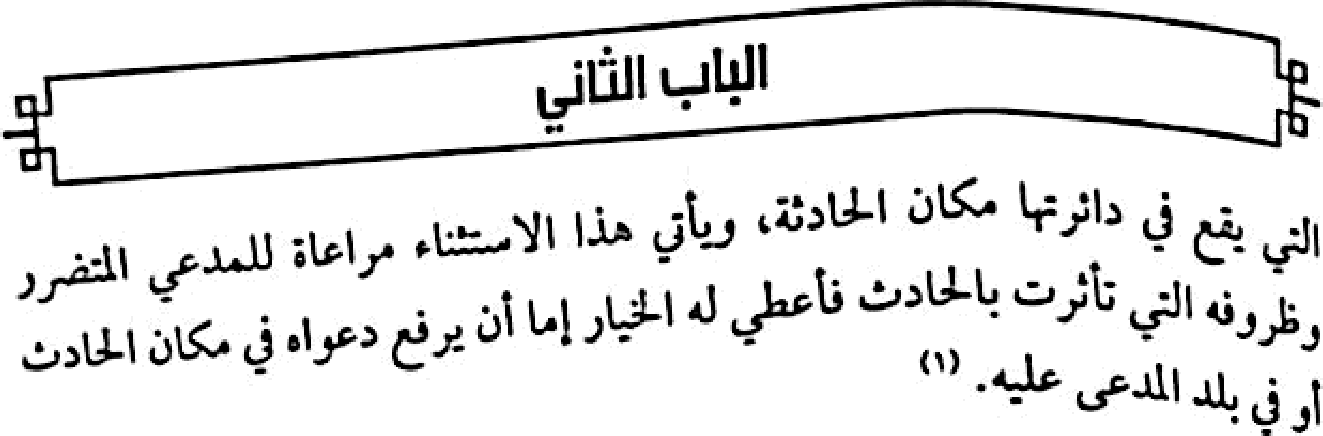 الباب الثاني
التي يقع في دائرتها مكان الحادثة، ويأتي هذا الاستثناء مراعاة للمدعي المتضرر
وظروفه التي تأثرت بالحادث فأعطي له الخيار إما أن يرفع دعواه في مكان الحادث
أو في بلد المدعى عليه. (١)